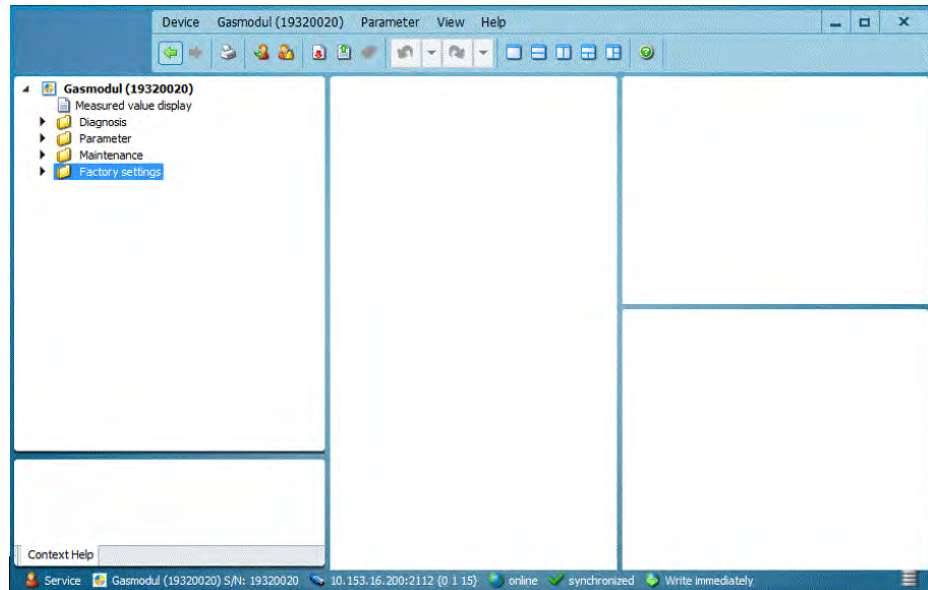 Device Gasmodul (19320020) Parameter View Help
Gasmodul (19320020)
Measured value display
Diagnosis
Parameter
Maintenance
Factory settings
Context Help
Service Gasmodul (19320020) S/N: 19320020 10.153.16.200:2112 {0 1 15} online synchronized Write immediately